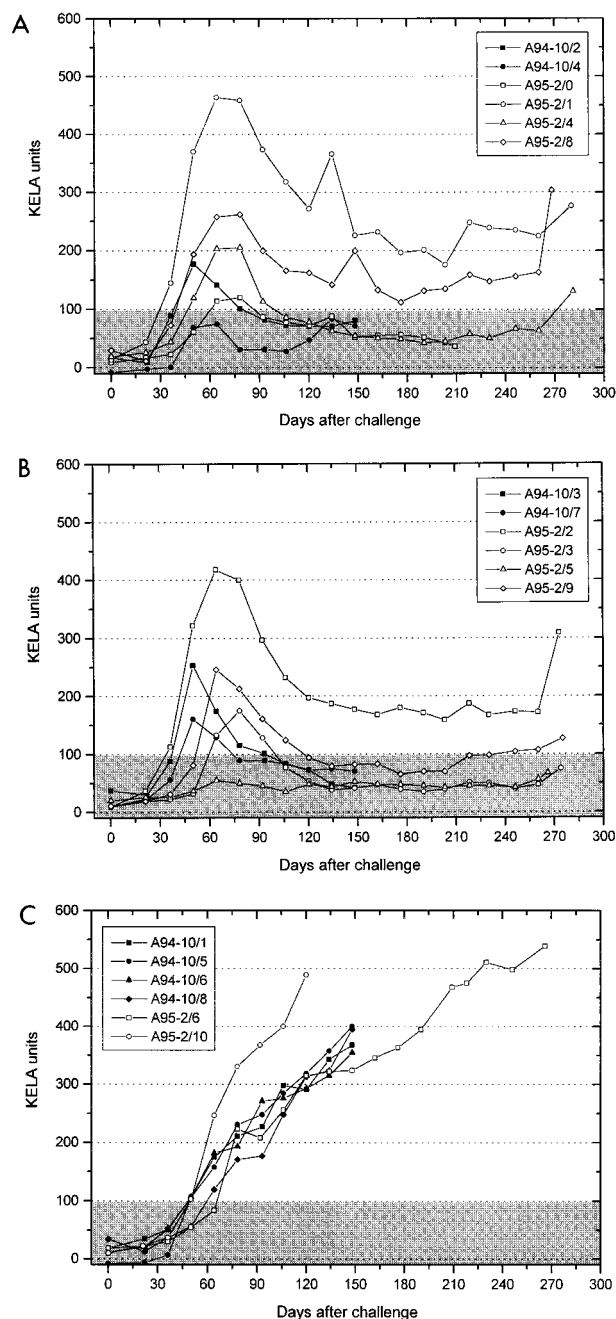 A
600
500
400
300
200
100
0
KELA units
A94-10/2
A94-10/4
A95-2/0
A95-2/1
A95-2/4
A95-2/8
0 30 60 90 120 150 180 210 240 270 300
Days after challenge
B
600
500
400
300
200
100
0
KELA units
A94-10/3
A94-10/7
A95-2/2
A95-2/3
A95-2/5
A95-2/9
0 30 60 90 120 150 180 210 240 270 300
Days after challenge
C
600
500
400
300
200
100
0
KELA units
A94-10/1
A94-10/5
A94-10/6
A94-10/8
A95-2/6
A95-2/10
0 30 60 90 120 150 180 210 240 270 300
Days after challenge